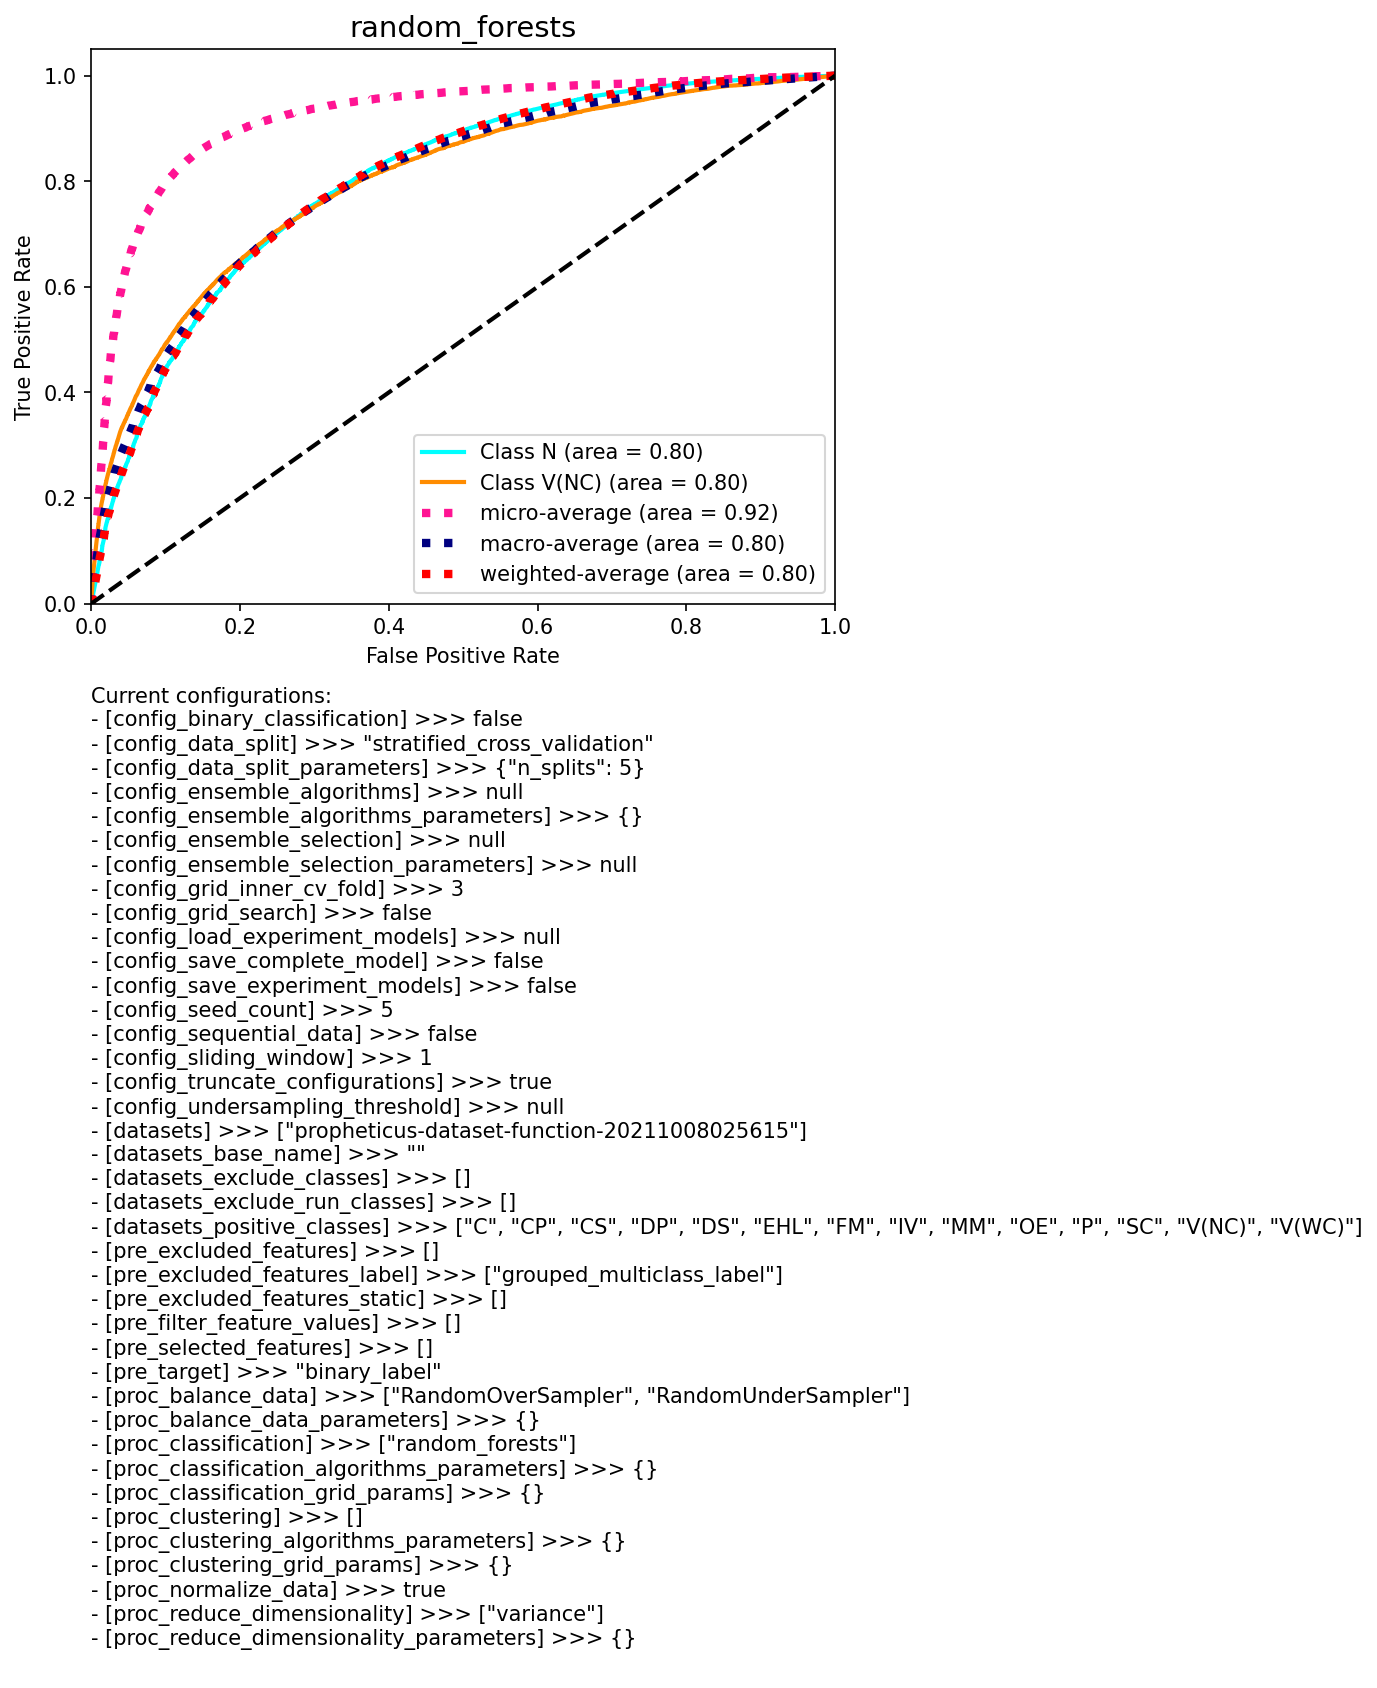 random_forests
1.0
0.8
0.6
0.4
0.2
0.0
True Positive Rate
Class N (area = 0.80)
Class V(NC) (area = 0.80)
micro-average (area = 0.92)
macro-average (area = 0.80)
weighted-average (area = 0.80)
0.0 0.2 0.4 0.6 0.8 1.0
False Positive Rate
Current configurations:
- [config_binary_classification] >>> false
- [config_data_split] >>> "stratified_cross_validation"
- [config_data_split_parameters] >>> {"n_splits": 5}
- [config_ensemble_algorithms] >>> null
- [config_ensemble_algorithms_parameters] >>> {}
- [config_ensemble_selection] >>> null
- [config_ensemble_selection_parameters] >>> null
- [config_grid_inner_cv_fold] >>> 3
- [config_grid_search] >>> false
- [config_load_experiment_models] >>> null
- [config_save_complete_model] >>> false
- [config_save_experiment_models] >>> false
- [config_seed_count] >>> 5
- [config_sequential_data] >>> false
- [config_sliding_window] >>> 1
- [config_truncate_configurations] >>> true
- [config_undersampling_threshold] >>> null
- [datasets] >>> ["propheticus-dataset-function-20211008025615"]
- [datasets_base_name] >>> ""
- [datasets_exclude_classes] >>> []
- [datasets_exclude_run_classes] >>> []
- [datasets_positive_classes] >>> ["C", "CP", "CS", "DP", "DS", "EHL", "FM", "IV", "MM", "OE", "P", "SC", "V(NC)", "V(WC)"]
- [pre_excluded_features] >>> []
- [pre_excluded_features_label] >>> ["grouped_multiclass_label"]
- [pre_excluded_features_static] >>> []
- [pre_filter_feature_values] >>> []
- [pre_selected_features] >>> []
- [pre_target] >>> "binary_label"
- [proc_balance_data] >>> ["RandomOverSampler", "RandomUnderSampler"]
- [proc_balance_data_parameters] >>> {}
- [proc_classification] >>> ["random_forests"]
- [proc_classification_algorithms_parameters] >>> {}
- [proc_classification_grid_params] >>> {}
- [proc_clustering] >>> []
- [proc_clustering_algorithms_parameters] >>> {}
- [proc_clustering_grid_params] >>> {}
- [proc_normalize_data] >>> true
- [proc_reduce_dimensionality] >>> ["variance"]
- [proc_reduce_dimensionality_parameters] >>> {}